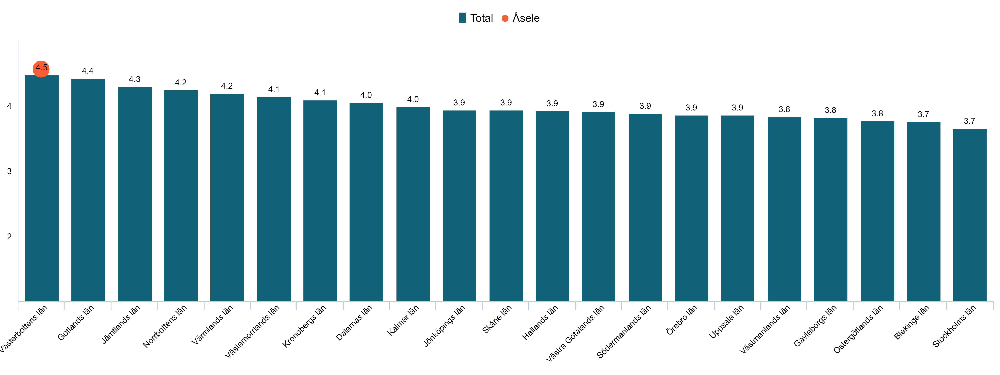 Total Åsele
4.5 4.4 4.3 4.2 4.2 4.1 4.1 4.0 4.0 3.9 3.9 3.9 3.9 3.9 3.9 3.9 3.8 3.8 3.8 3.7 3.7
4
3
2
Västerbottens län
Gotlands län
Jämtlands län
Norrbottens län
Värmlands län
Västernorrlands län
Kronobergs län
Dalarnas län
Kalmar län
Jönköpings län
Skåne län
Hallands län
Västra Götalands län
Södermanlands län
Örebro län
Uppsala län
Västmanlands län
Gävleborgs län
Östergötlands län
Blekinge län
Stockholms län